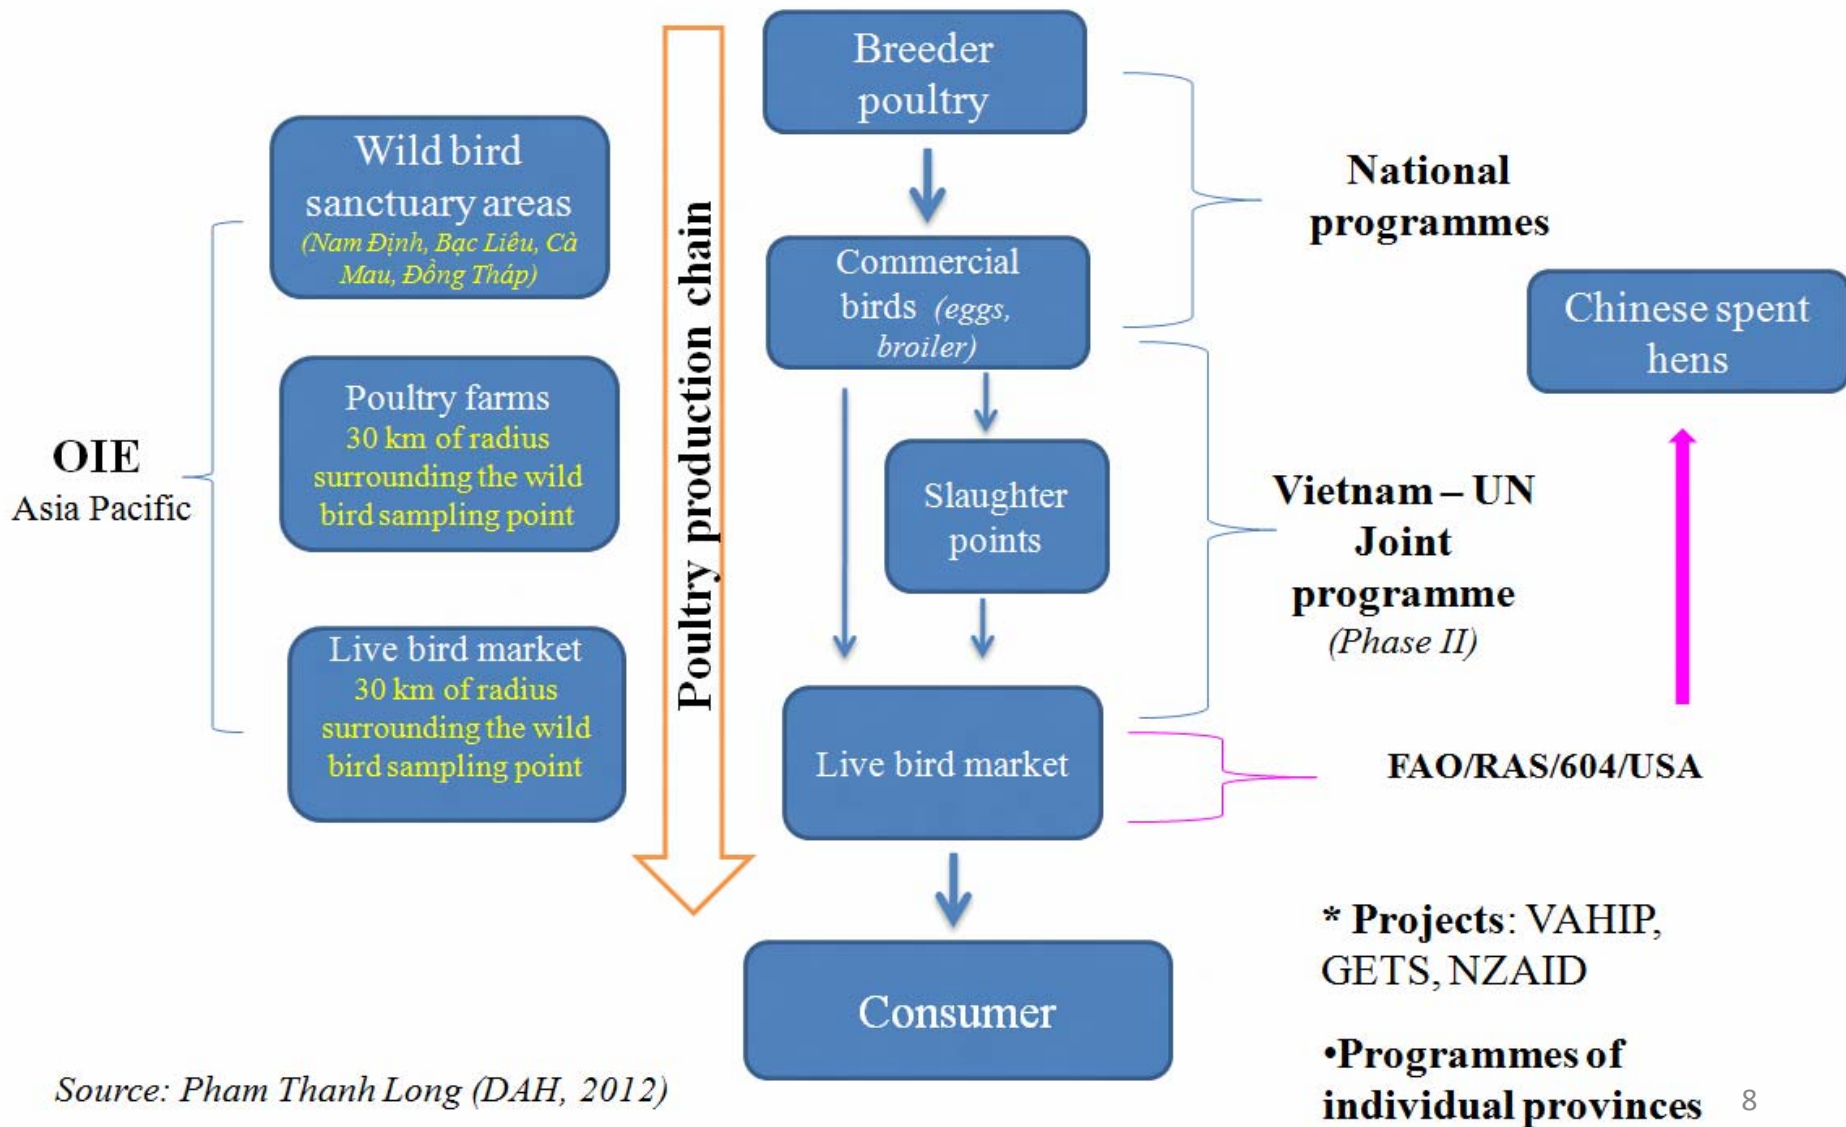 OIE
Asia Pacific
Wild bird
sanctuary areas
(Nam Định, Bạc Liêu, Cà
Mau, Đồng Tháp)
Poultry farms
30 km of radius
surrounding the wild
bird sampling point
Live bird market
30 km of radius
surrounding the wild
bird sampling point
Poultry production chain
Breeder
poultry
Commercial
birds (eggs,
broiler)
Slaughter
points
Live bird market
Consumer
National
programmes
Vietnam – UN
Joint
programme
(Phase II)
Chinese spent
hens
FAO/RAS/604/USA
* Projects: VAHIP,
GETS, NZAID
•Programmes of
individual provinces
Source: Pham Thanh Long (DAH, 2012)
8